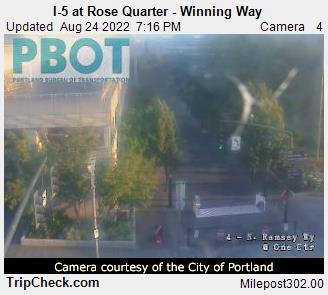 I-5 at Rose Quarter - Winning Way
Updated Aug 24 2022 7:16 PM Camera 4
PBOT
PORTLAND BUREAU OF TRANSPORTATION
4 - N. Ramsey Wy
@ One Ctr
Camera courtesy of the City of Portland
TripCheck.com Milepost302.00